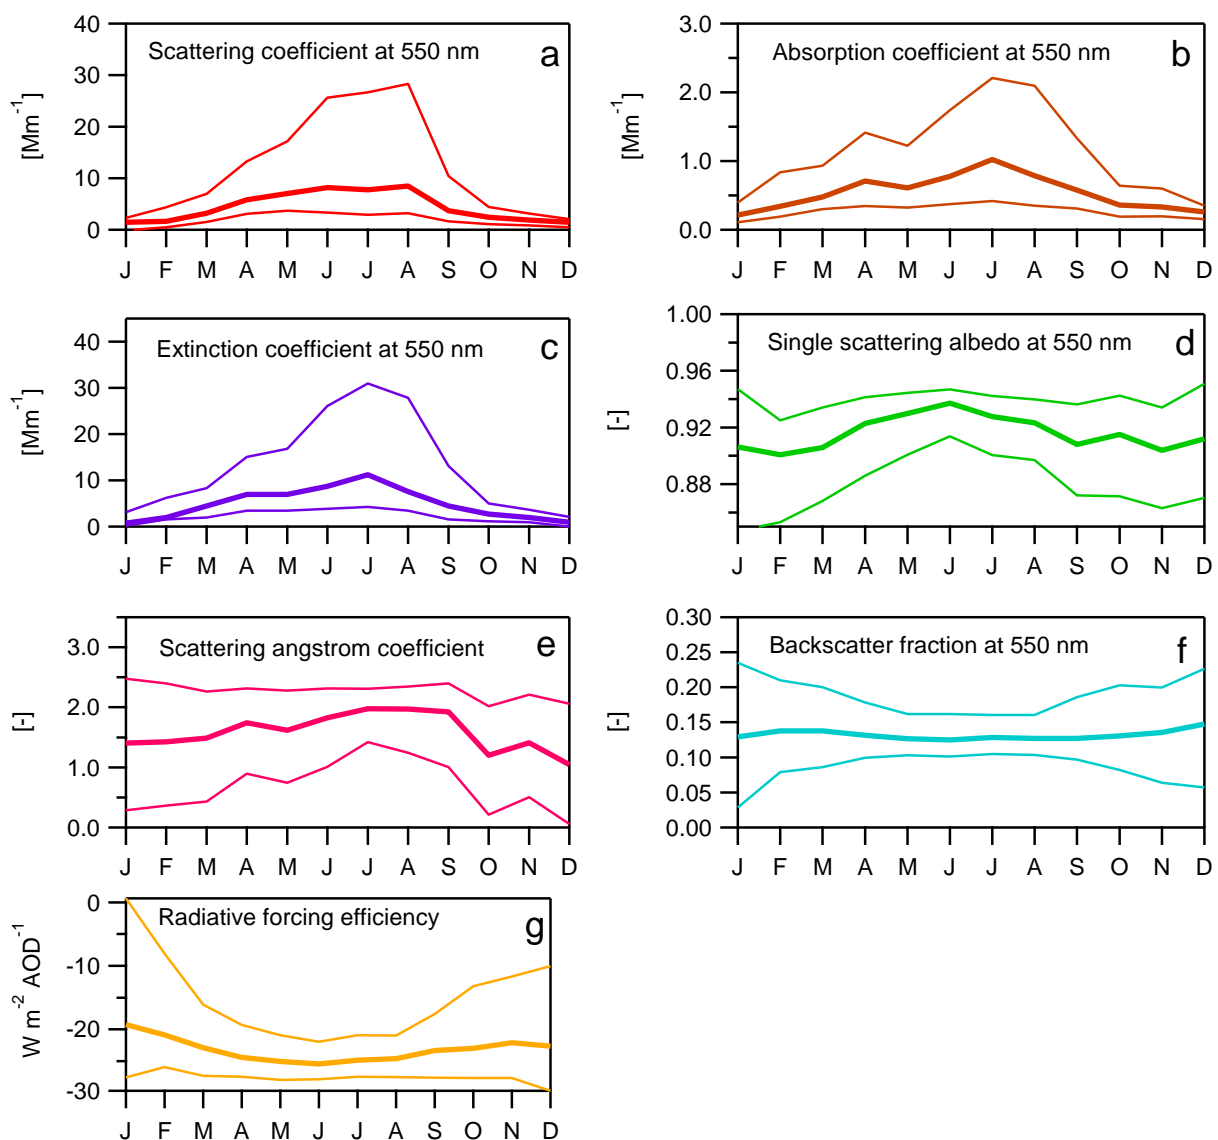 Scattering coefficient at 550 nm
a
[Mm⁻¹]
40
30
20
10
0
J F M A M J J A S O N D
Absorption coefficient at 550 nm
b
[Mm⁻¹]
3.0
2.0
1.0
0.0
J F M A M J J A S O N D
Extinction coefficient at 550 nm
c
[Mm⁻¹]
40
30
20
10
0
J F M A M J J A S O N D
Single scattering albedo at 550 nm
d
[-]
1.00
0.96
0.92
0.88
J F M A M J J A S O N D
Scattering angstrom coefficient
e
[-]
3.0
2.0
1.0
0.0
J F M A M J J A S O N D
Backscatter fraction at 550 nm
f
[-]
0.30
0.25
0.20
0.15
0.10
0.05
0.00
J F M A M J J A S O N D
Radiative forcing efficiency
g
W m⁻² AOD⁻¹
0
-10
-20
-30
J F M A M J J A S O N D